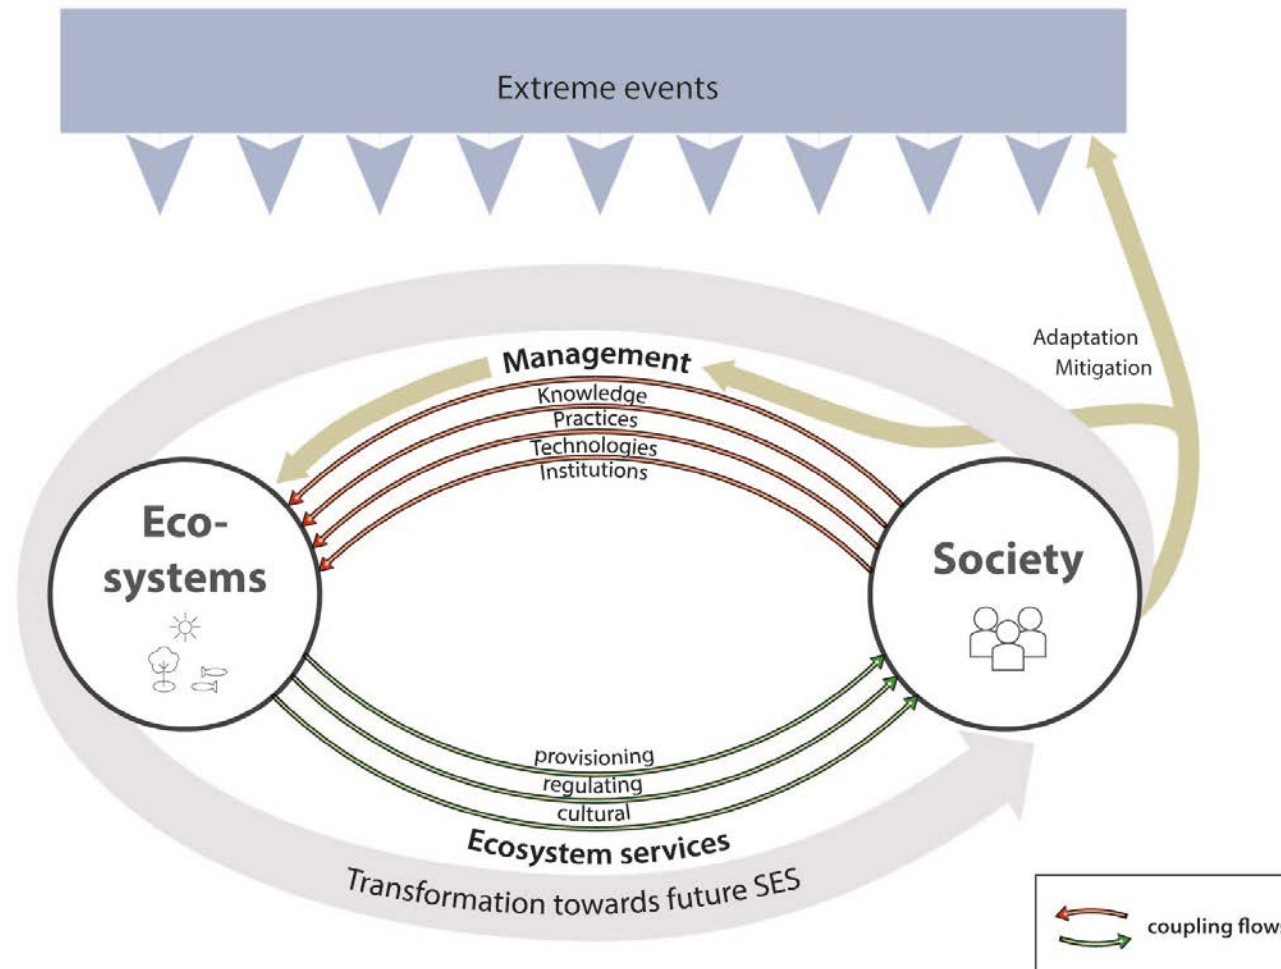 Extreme events
Adaptation
Mitigation
Management
Knowledge
Practices
Technologies
Institutions
Eco-
systems
Society
provisioning
regulating
cultural
Ecosystem services
Transformation towards future SES
coupling flows